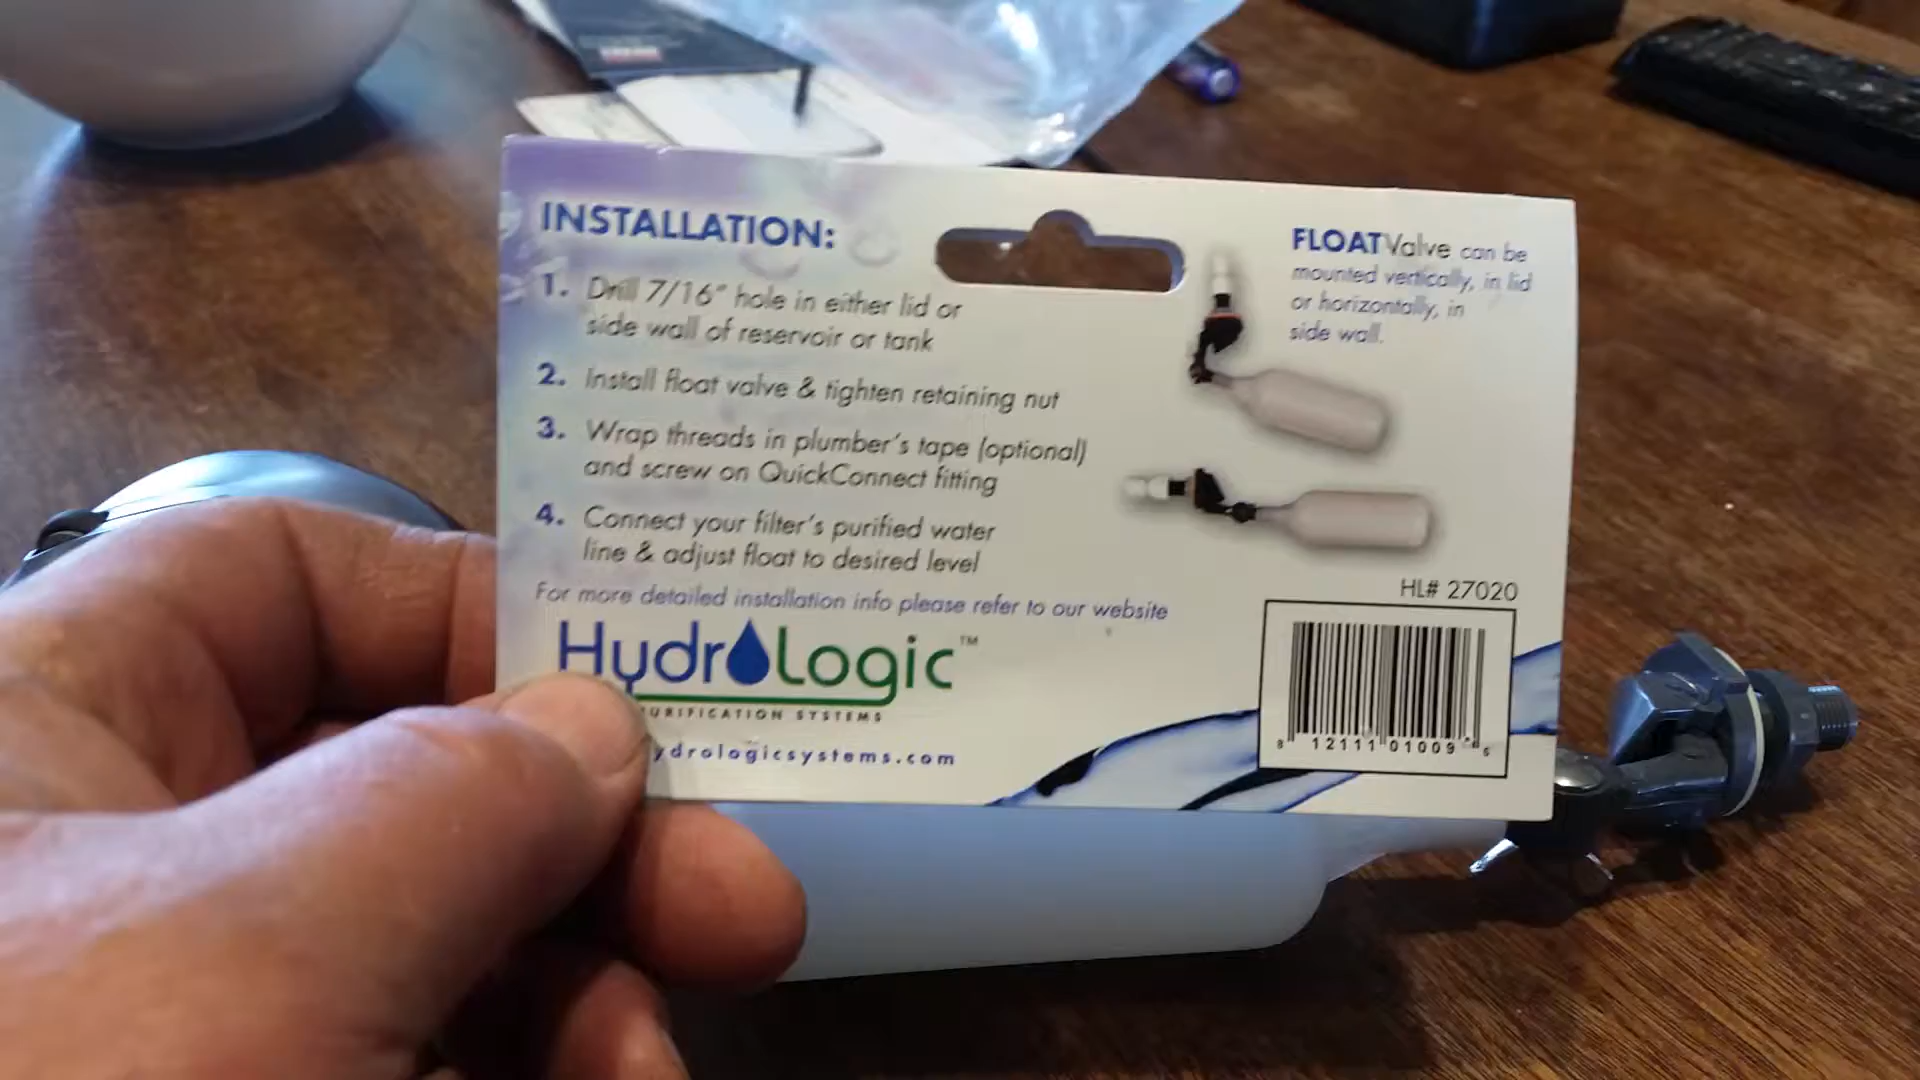 INSTALLATION:
1. Drill 7/16" hole in either lid or
side wall of reservoir or tank
2. Install float valve & tighten retaining nut
3. Wrap threads in plumber's tape (optional)
and screw on QuickConnect fitting
4. Connect your filter's purified water
line & adjust float to desired level
For more detailed installation info please refer to our website
HydroLogic™
URIFICATION SYSTEMS
ydrologicsystems.com
FLOATValve can be
mounted vertically, in lid
or horizontally, in
side wall.
HL# 27020
8 12111 01009 6